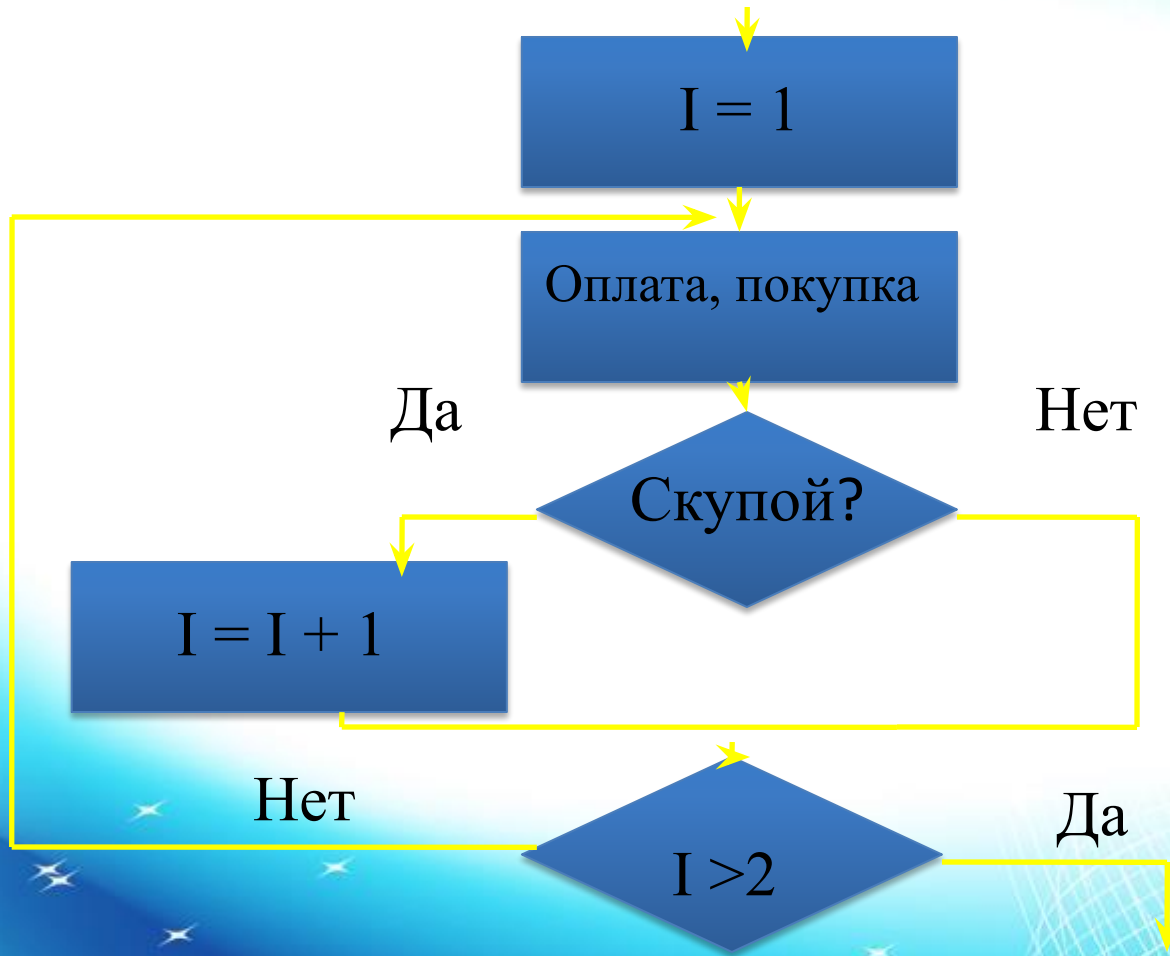 I = 1
Оплата, покупка
Да
Нет
Скупой?
I = I + 1
Нет
Да
I >2